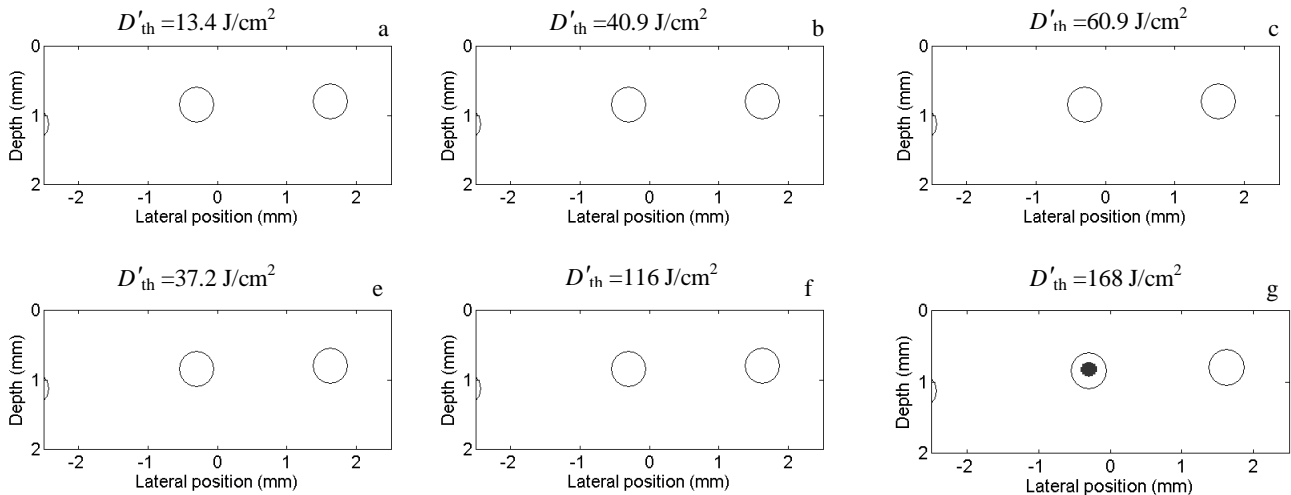 D′th =13.4 J/cm² a
D′th =40.9 J/cm² b
D′th =60.9 J/cm² c
0
1
2
Depth (mm)
-2 -1 0 1 2
Lateral position (mm)
0
1
2
Depth (mm)
-2 -1 0 1 2
Lateral position (mm)
0
1
2
Depth (mm)
-2 -1 0 1 2
Lateral position (mm)
D′th =37.2 J/cm² e
D′th =116 J/cm² f
D′th =168 J/cm² g
0
1
2
Depth (mm)
-2 -1 0 1 2
Lateral position (mm)
0
1
2
Depth (mm)
-2 -1 0 1 2
Lateral position (mm)
0
1
2
Depth (mm)
-2 -1 0 1 2
Lateral position (mm)